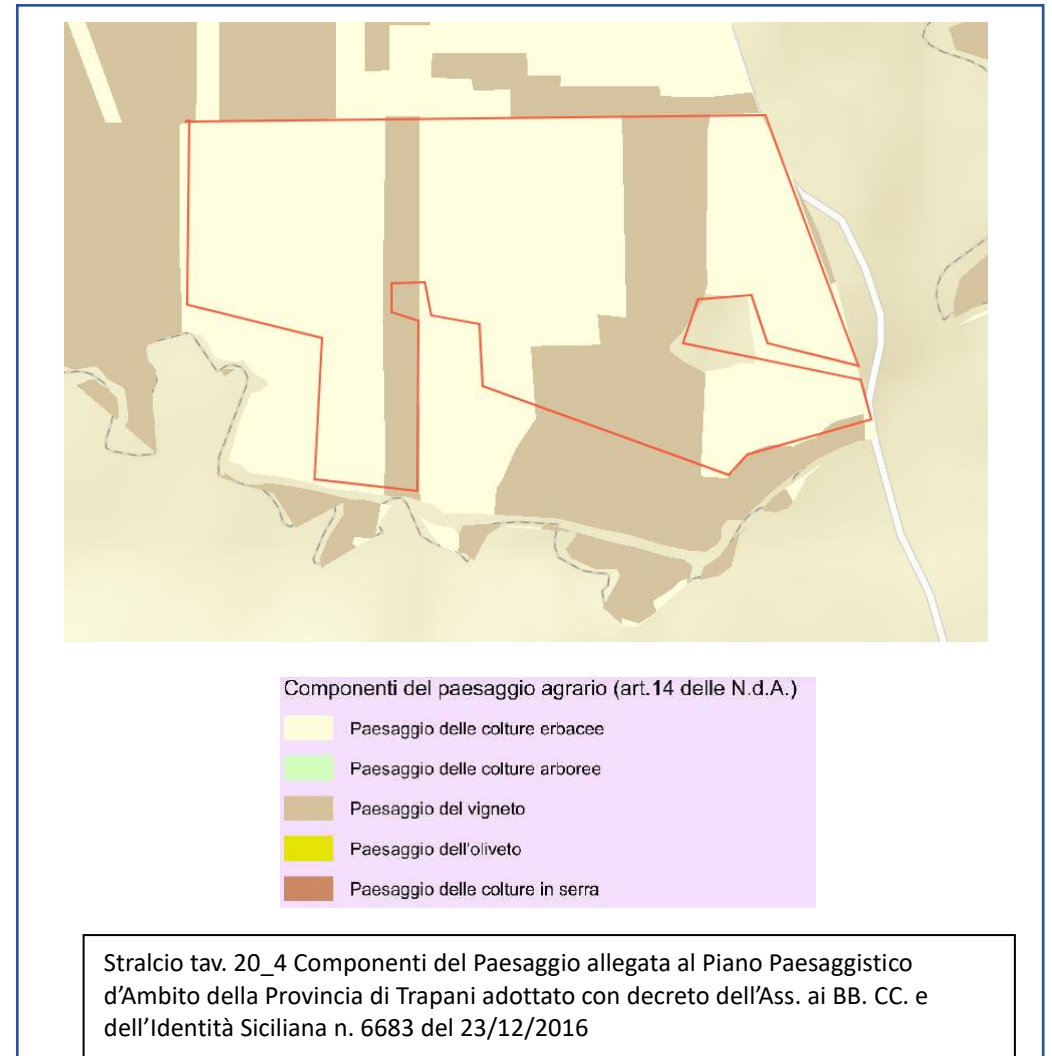 Componenti del paesaggio agrario (art.14 delle N.d.A.)
Paesaggio delle colture erbacee
Paesaggio delle colture arboree
Paesaggio del vigneto
Paesaggio dell'oliveto
Paesaggio delle colture in serra
Stralcio tav. 20_4 Componenti del Paesaggio allegata al Piano Paesaggistico
d’Ambito della Provincia di Trapani adottato con decreto dell’Ass. ai BB. CC. e
dell’Identità Siciliana n. 6683 del 23/12/2016